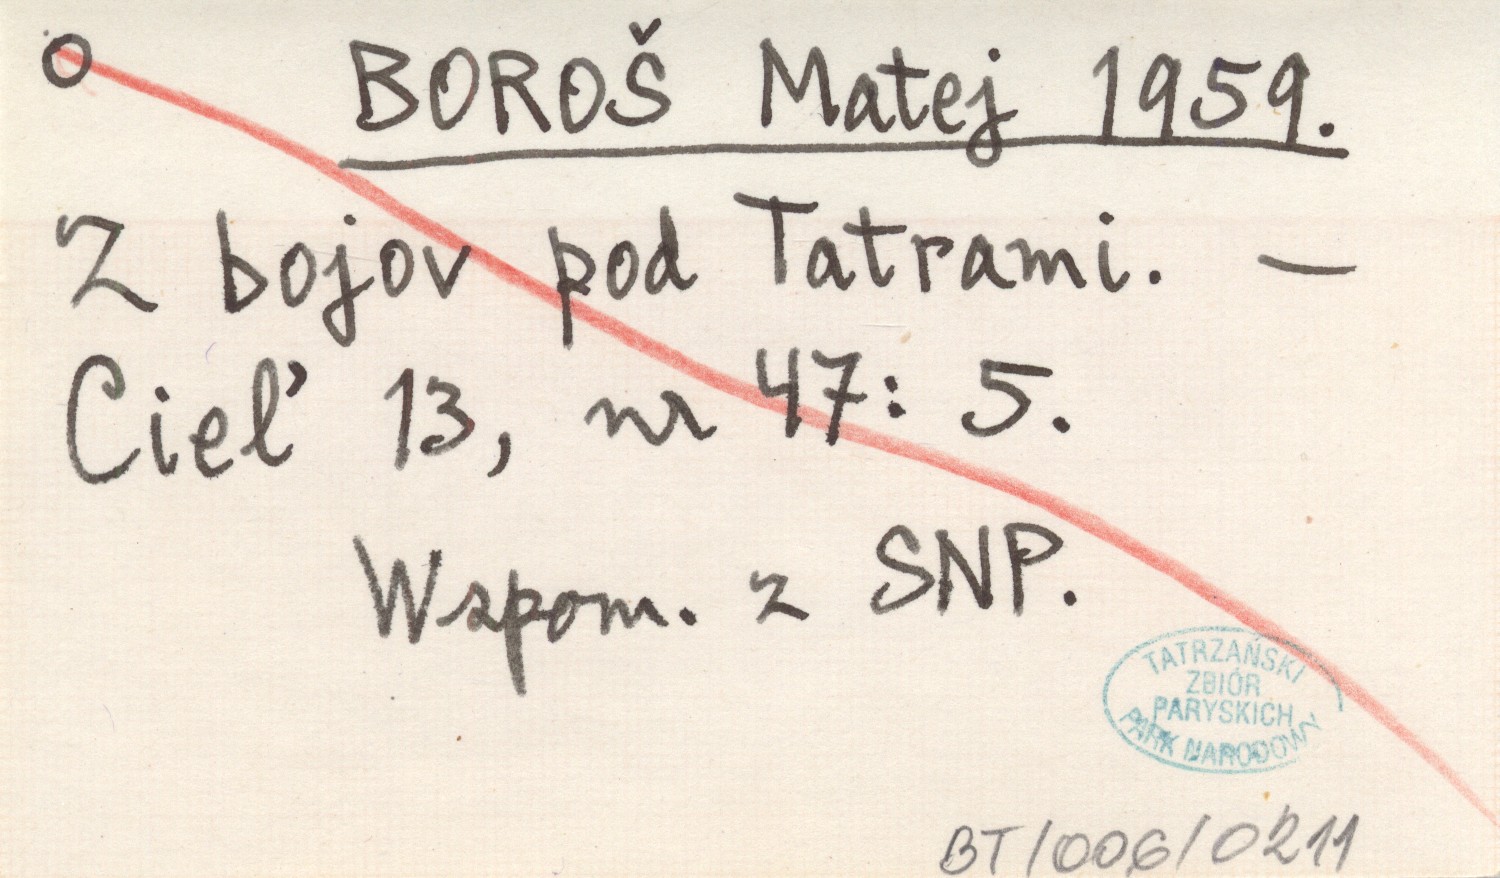 BOROŠ Matej 1959.
Z bojov pod Tatrami. —
Cieľ 13, nr 47: 5.
Wspom. z SNP.
TATRZAŃSKI
ZBIÓR
PARYSKICH
PARK NARODOWY
BT/006/0211